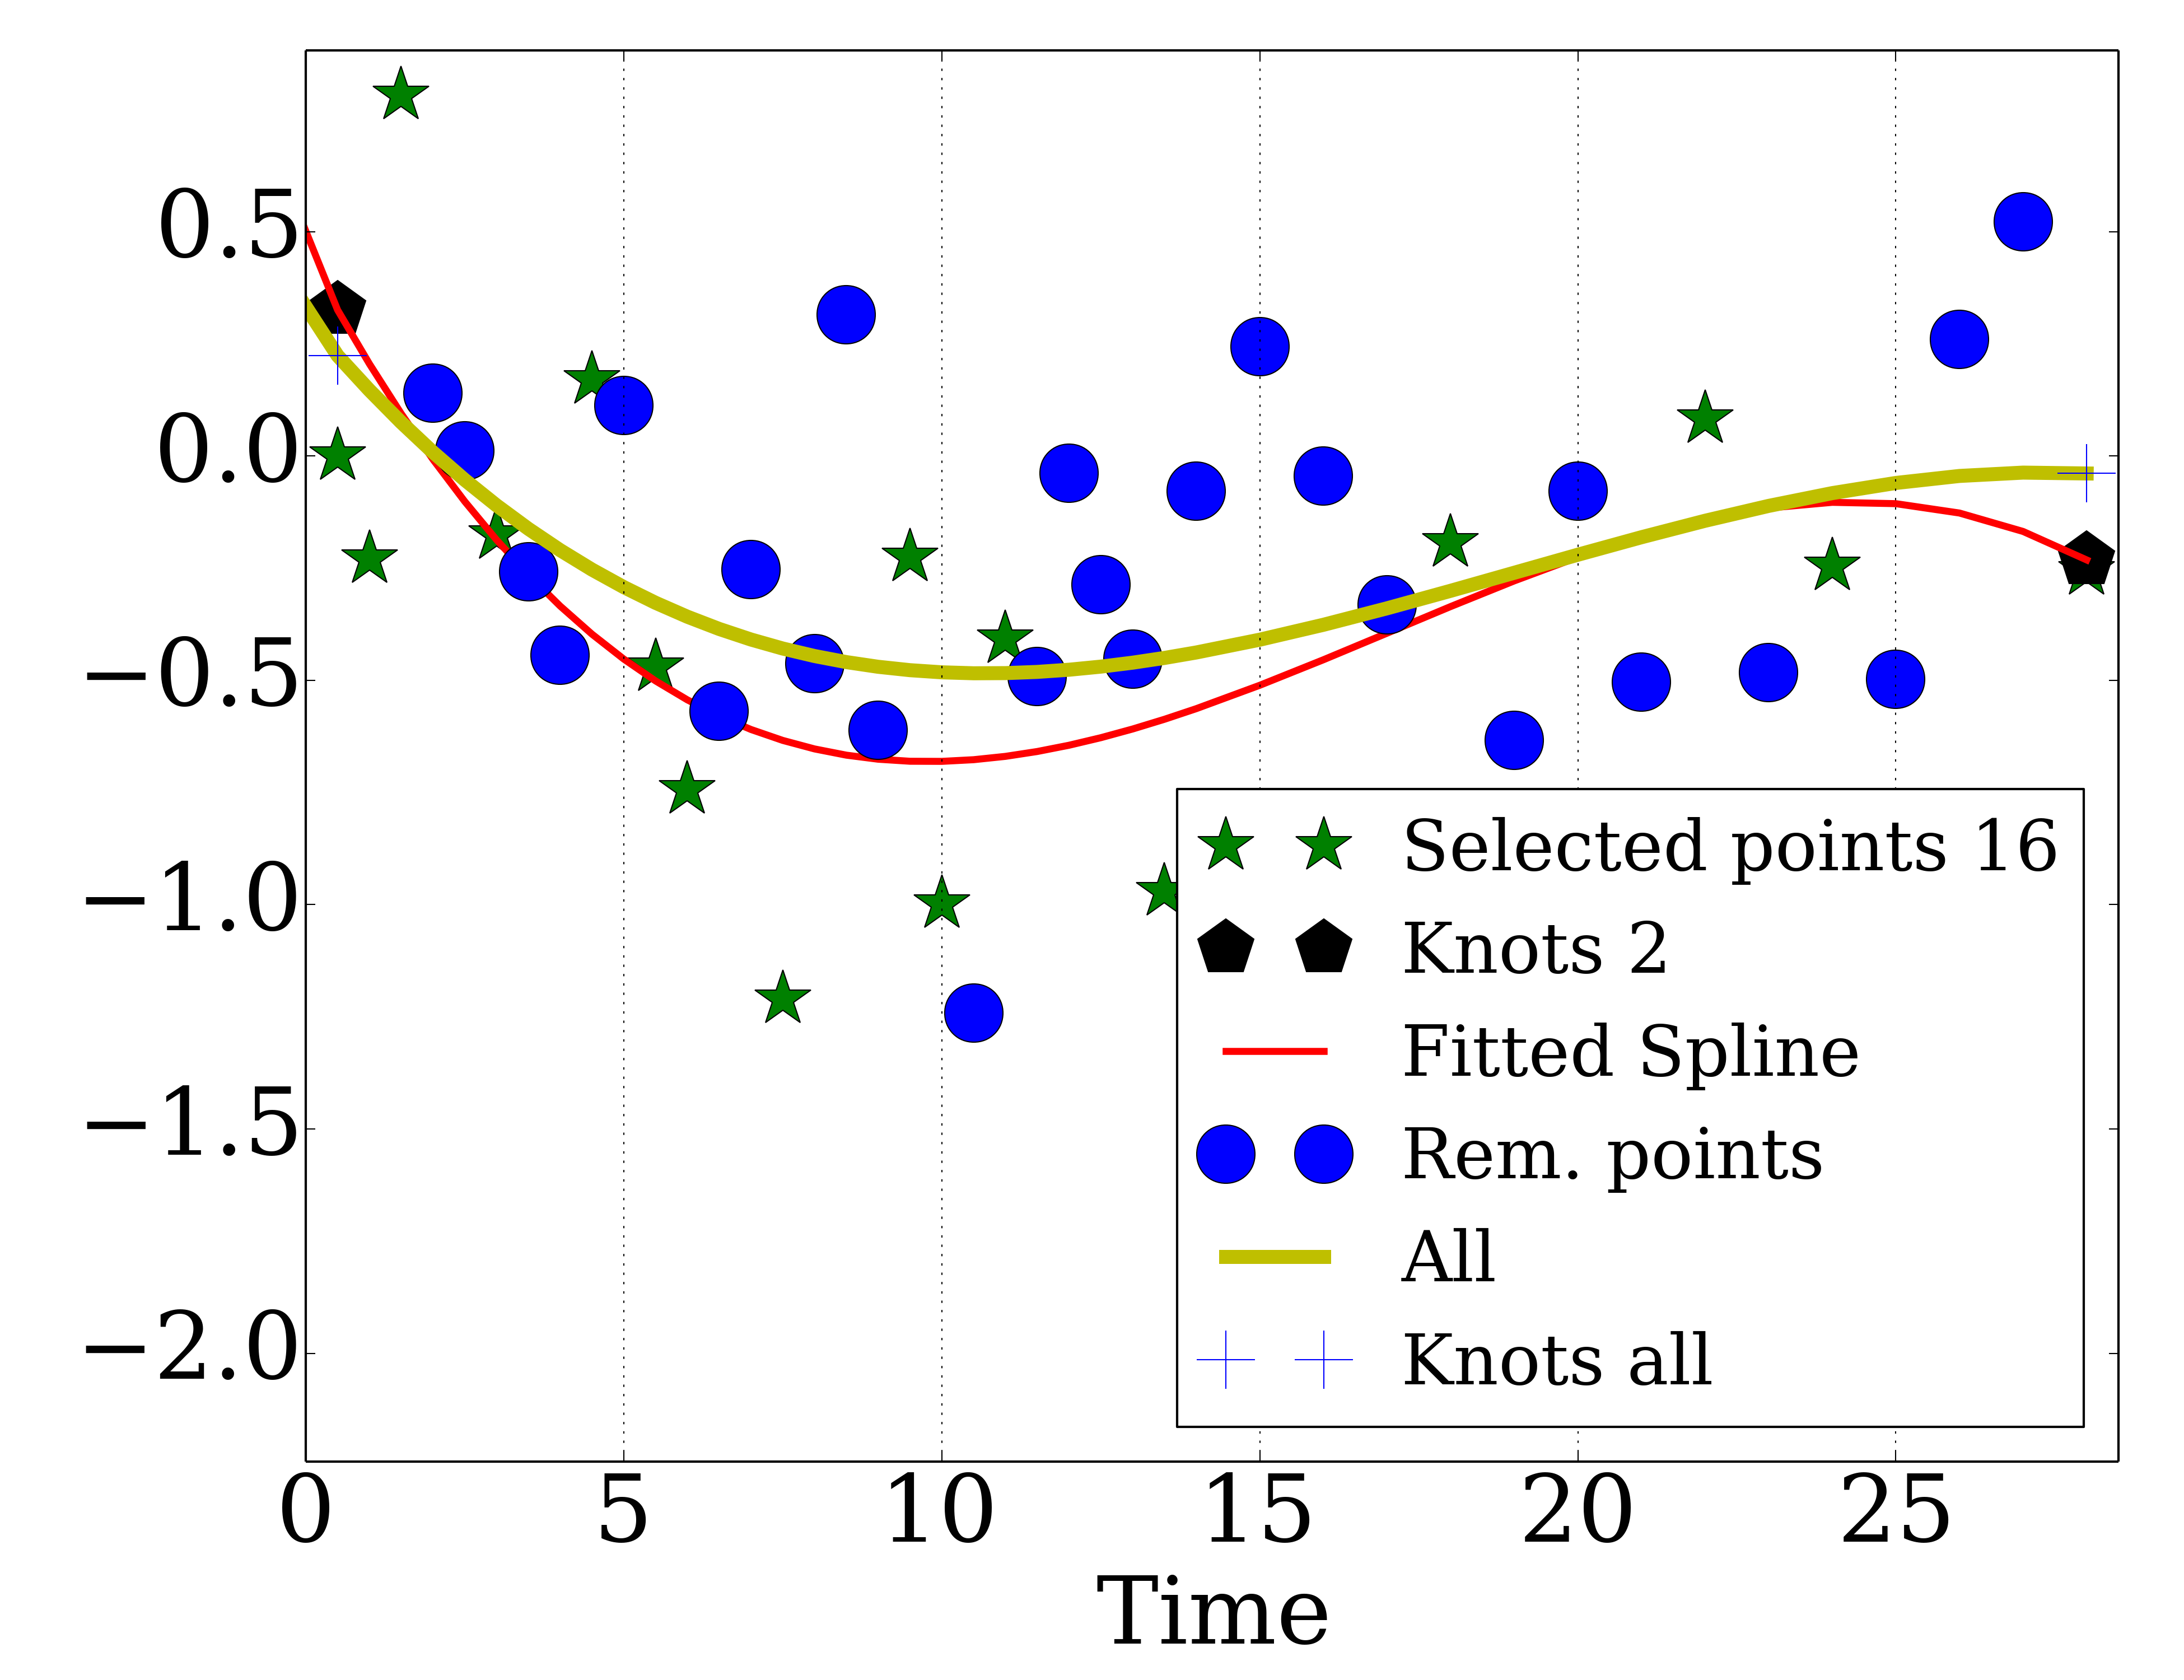 0.5
0.0
−0.5
−1.0
−1.5
−2.0
Selected points 16
Knots 2
Fitted Spline
Rem. points
All
Knots all
0 5 10 15 20 25
Time